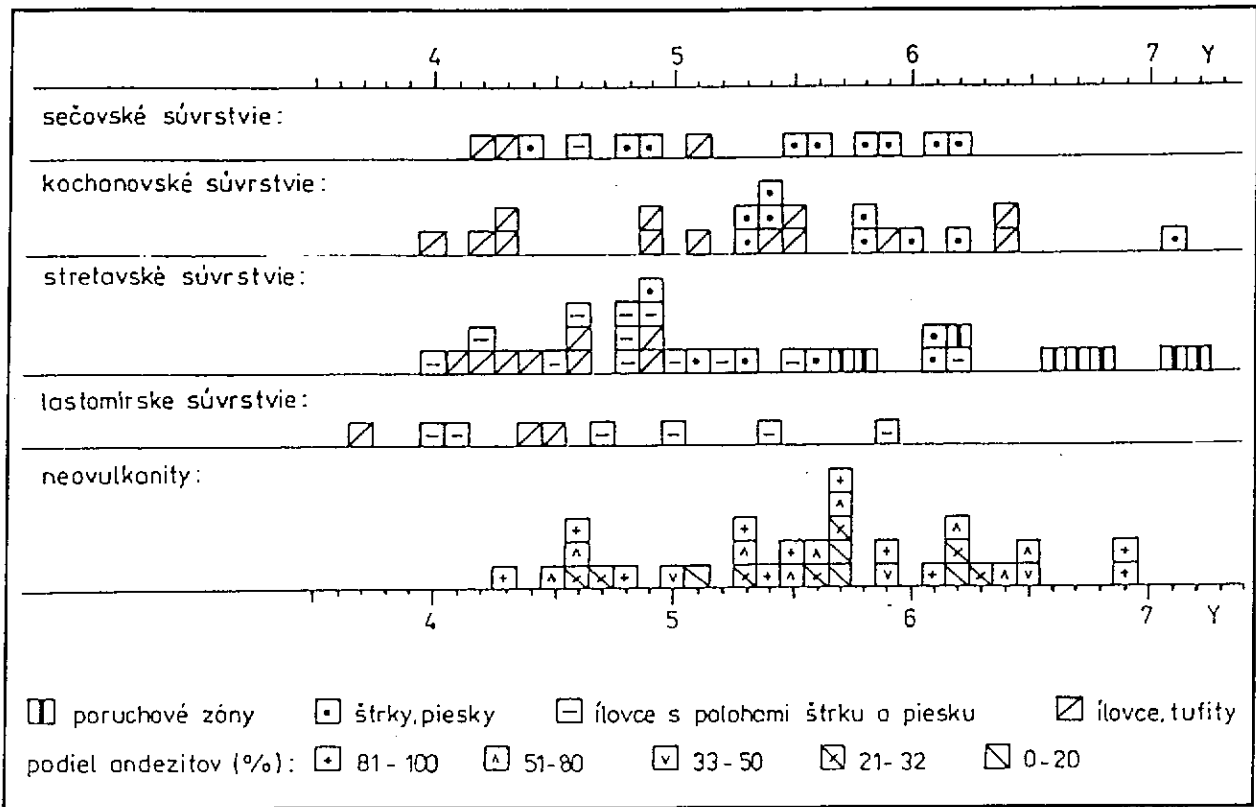 4 5 6 7 Y
sečovské súvrstvie:
kochanovské súvrstvie:
stretavské súvrstvie:
lastomírske súvrstvie:
neovulkanity:
4 5 6 7 Y
poruchové zóny štrky, piesky ílovce s polohami štrku a piesku ílovce, tufity
podiel andezitov (%): 81-100 51-80 33-50 21-32 0-20